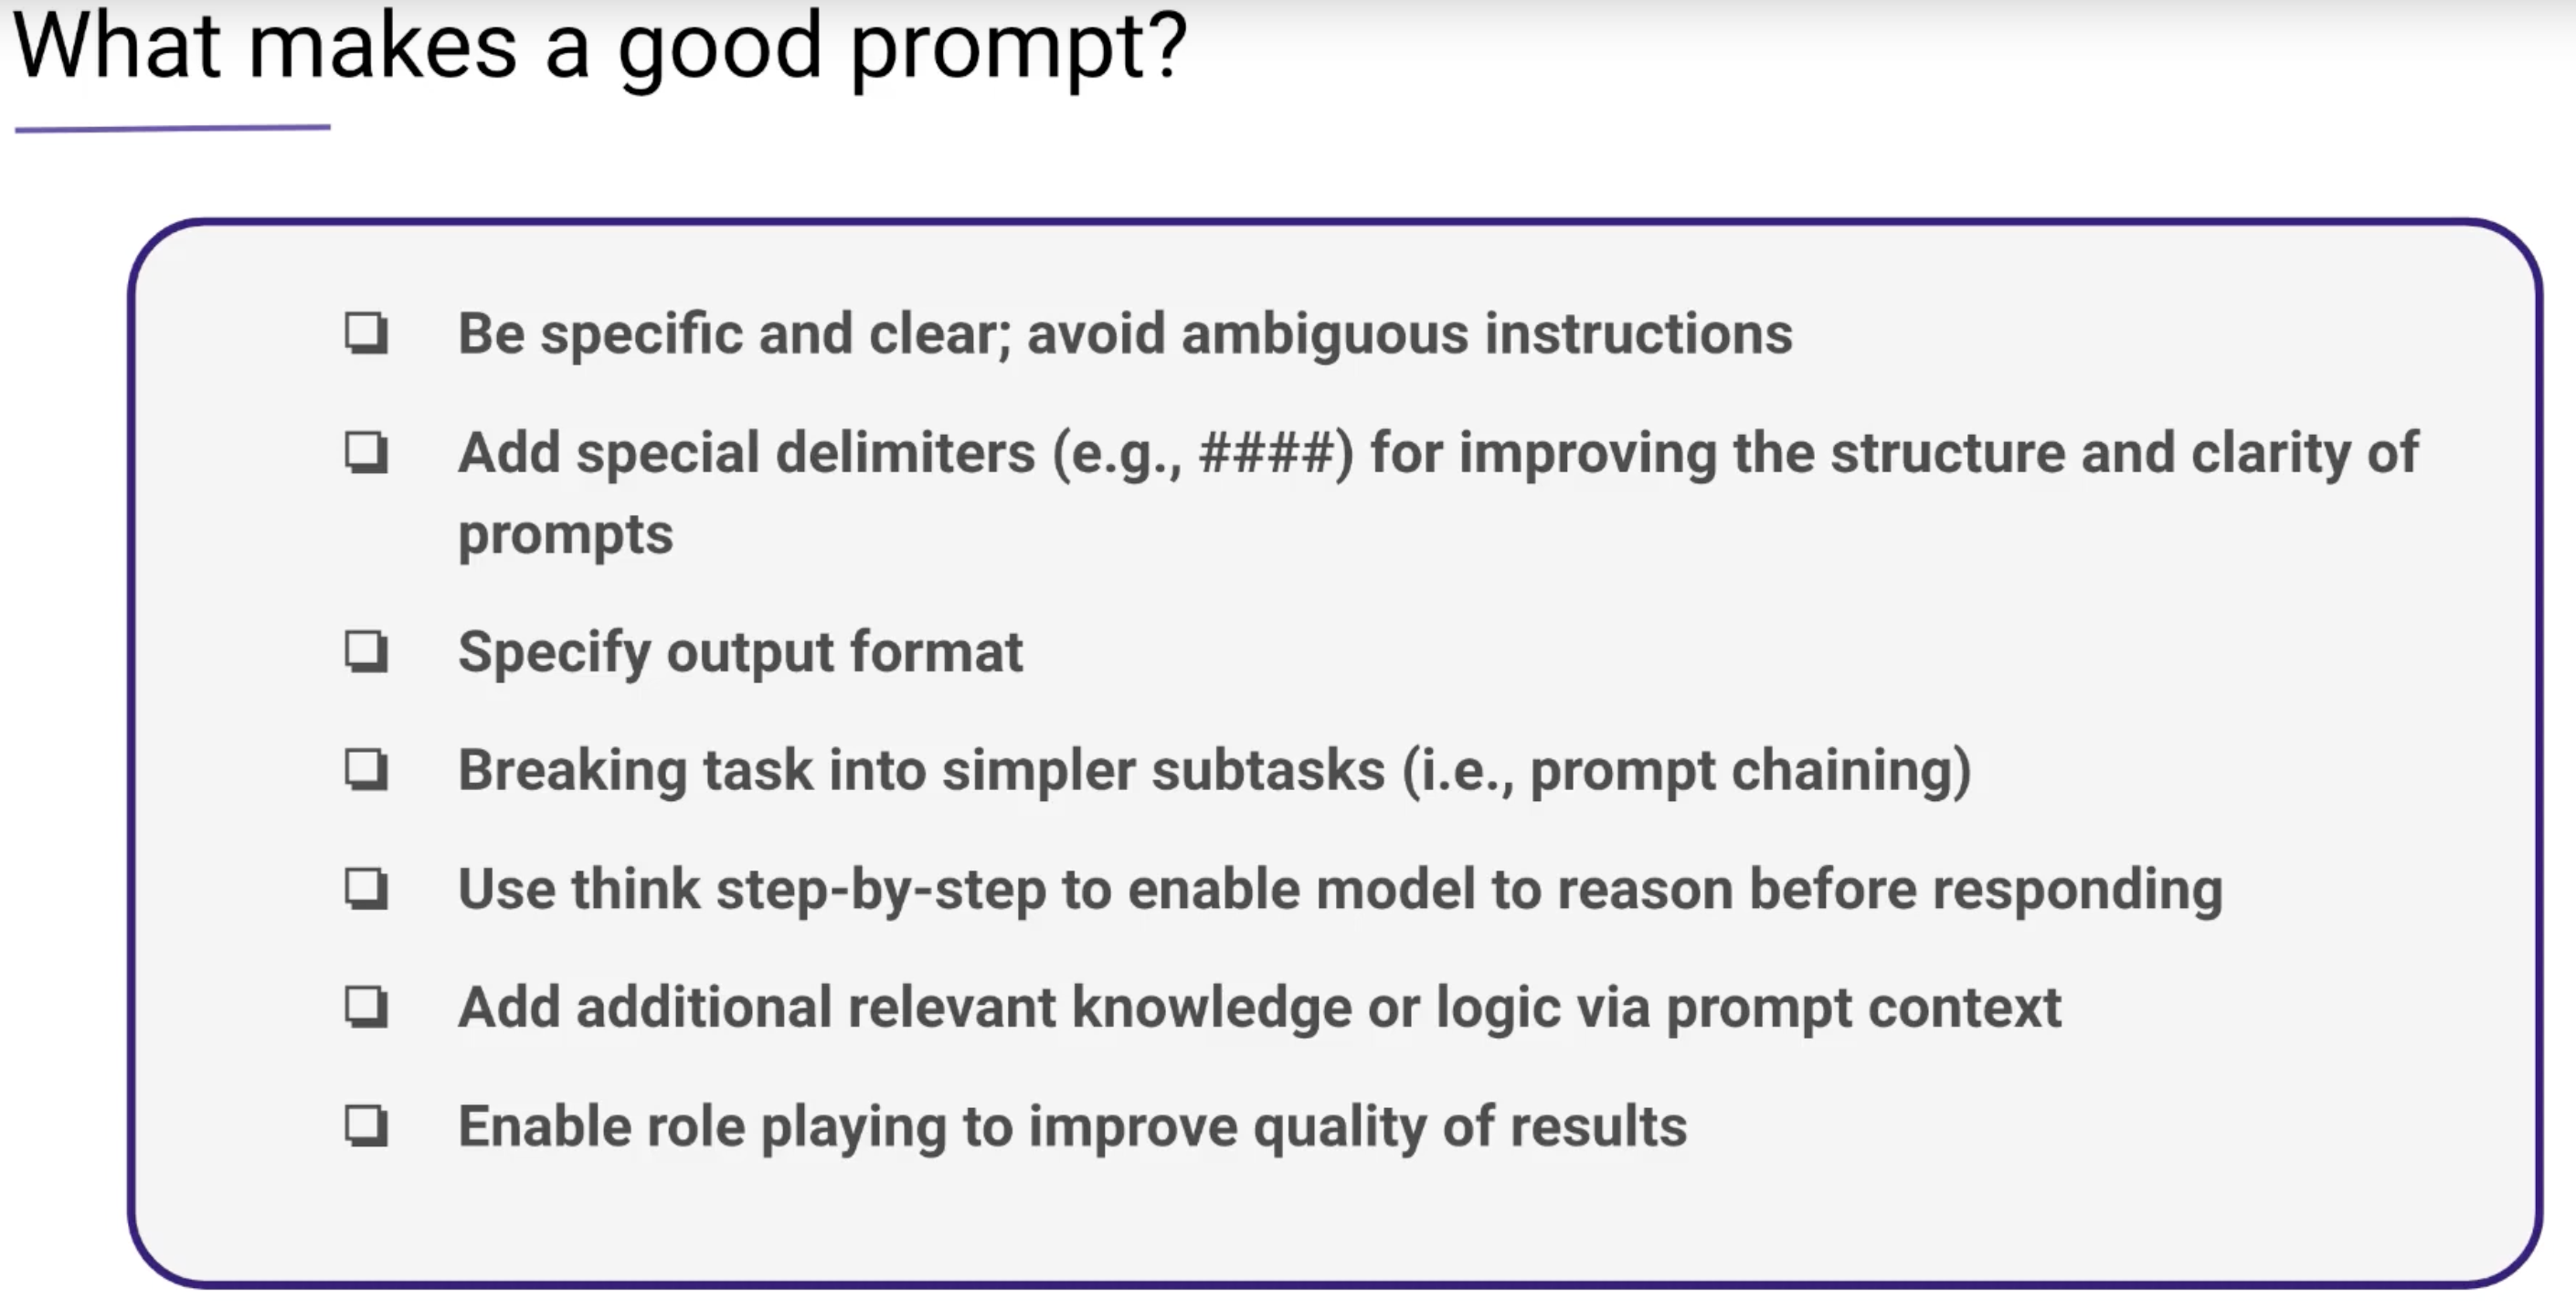 What makes a good prompt?
❏ Be specific and clear; avoid ambiguous instructions
❏ Add special delimiters (e.g., ####) for improving the structure and clarity of
prompts
❏ Specify output format
❏ Breaking task into simpler subtasks (i.e., prompt chaining)
❏ Use think step-by-step to enable model to reason before responding
❏ Add additional relevant knowledge or logic via prompt context
❏ Enable role playing to improve quality of results